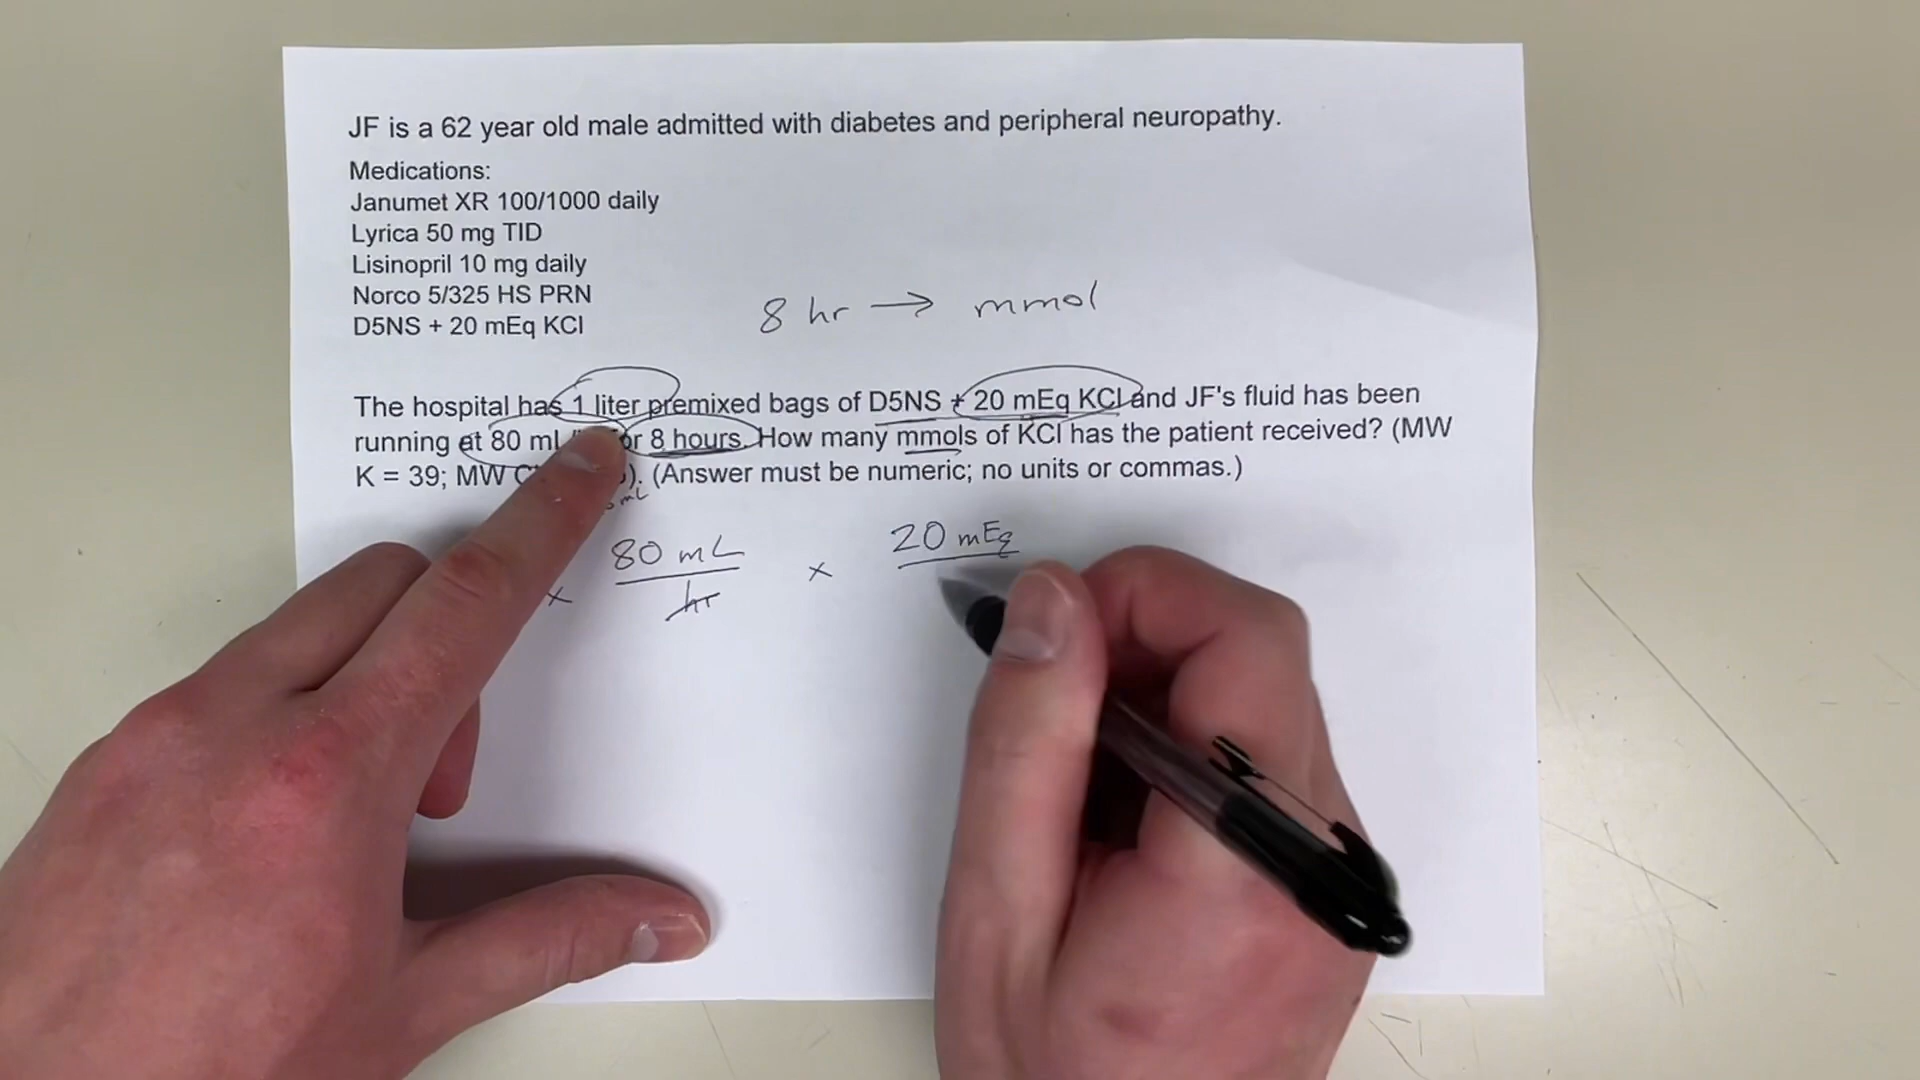 JF is a 62 year old male admitted with diabetes and peripheral neuropathy.
Medications:
Janumet XR 100/1000 daily
Lyrica 50 mg TID
Lisinopril 10 mg daily
Norco 5/325 HS PRN
D5NS + 20 mEq KCl
8 hr → mmol
The hospital has 1 liter premixed bags of D5NS + 20 mEq KCl and JF's fluid has been
running at 80 ml 8 hours. How many mmols of KCl has the patient received? (MW
K = 39; MW ). (Answer must be numeric; no units or commas.)
mL
x 80 mL x 20 mEq
hr